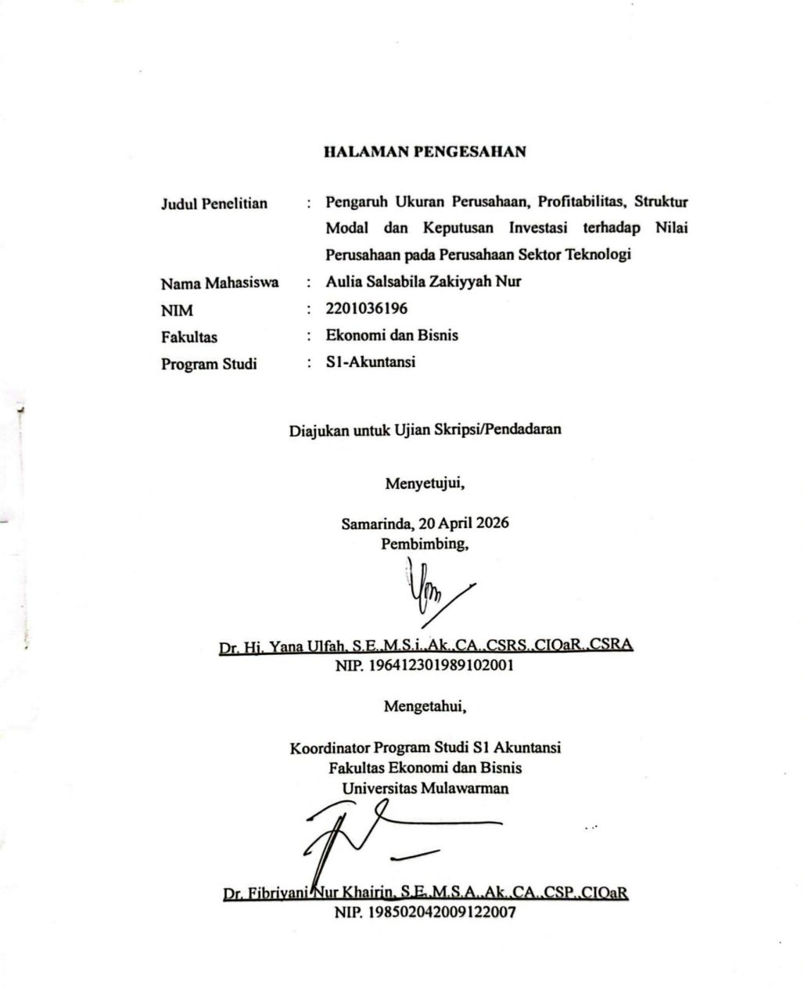 HALAMAN PENGESAHAN
Judul Penelitian : Pengaruh Ukuran Perusahaan, Profitabilitas, Struktur
Modal dan Keputusan Investasi terhadap Nilai
Perusahaan pada Perusahaan Sektor Teknologi
Nama Mahasiswa : Aulia Salsabila Zakiyyah Nur
NIM : 2201036196
Fakultas : Ekonomi dan Bisnis
Program Studi : S1-Akuntansi
Diajukan untuk Ujian Skripsi/Pendadaran
Menyetujui,
Samarinda, 20 April 2026
Pembimbing,
Dr. Hj. Yana Ulfah, S.E.,M.S.i.,Ak.,CA.,CSRS.,CIQaR.,CSRA
NIP. 196412301989102001
Mengetahui,
Koordinator Program Studi S1 Akuntansi
Fakultas Ekonomi dan Bisnis
Universitas Mulawarman
Dr. Fibriyani Nur Khairin, S.E.,M.S.A.,Ak.,CA.,CSP.,CIQaR
NIP. 198502042009122007